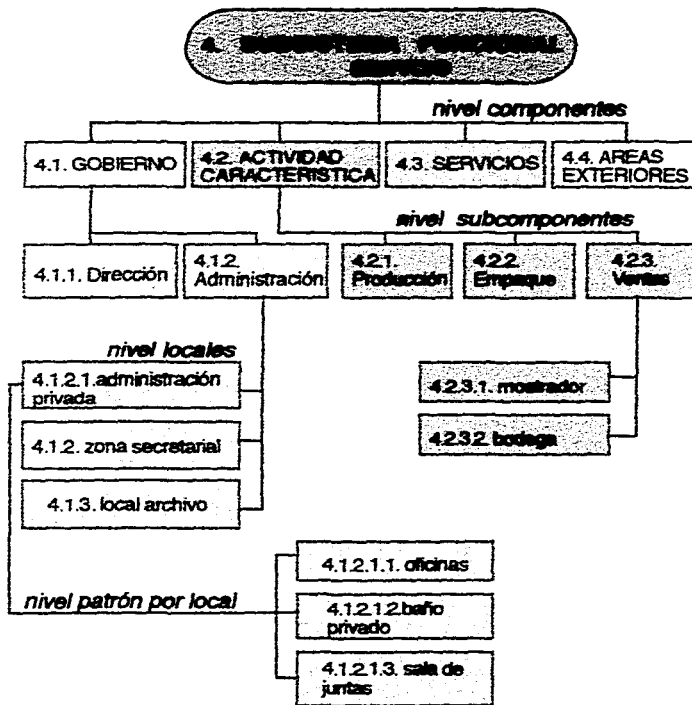 4. SUBSISTEMA FUNCIONAL
nivel componentes
4.1. GOBIERNO
4.2. ACTIVIDAD
CARACTERISTICA
4.3. SERVICIOS
4.4. AREAS
EXTERIORES
nivel subcomponentes
4.1.1. Dirección
4.1.2.
Administración
4.2.1.
Producción
4.2.2.
Empaque
4.2.3.
Ventas
nivel locales
4.1.2.1.administración
privada
4.1.2. zona secretarial
4.1.3. local archivo
4.2.3.1. mostrador
4.2.3.2. bodega
nivel patrón por local
4.1.2.1.1. oficinas
4.1.2.1.2.baño
privado
4.1.2.1.3. sala de
juntas